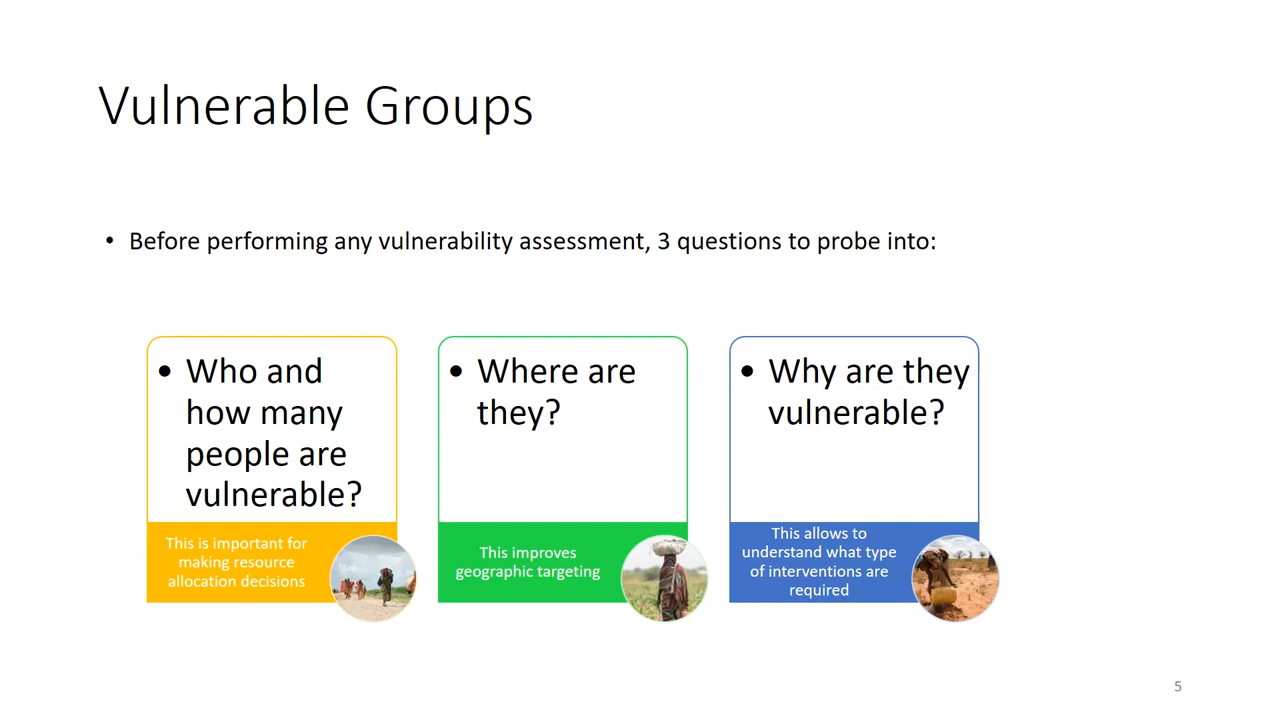 Vulnerable Groups
• Before performing any vulnerability assessment, 3 questions to probe into:
• Who and
how many
people are
vulnerable?
This is important for
making resource
allocation decisions
• Where are
they?
This improves
geographic targeting
• Why are they
vulnerable?
This allows to
understand what type
of interventions are
required
5